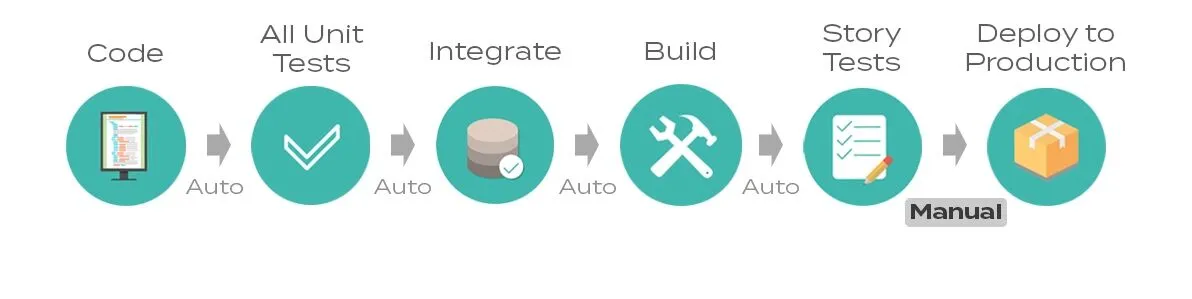 Code
All Unit
Tests
Integrate
Build
Story
Tests
Deploy to
Production
Auto
Auto
Auto
Auto
Manual